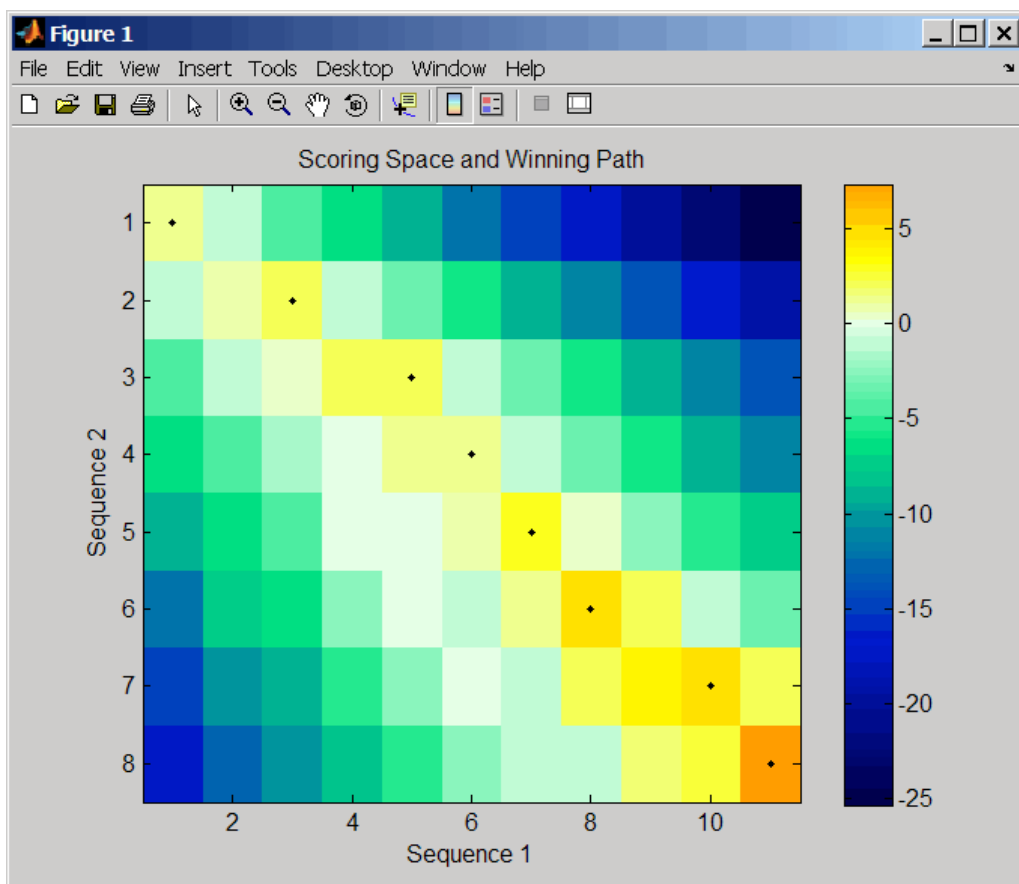 Figure 1
File Edit View Insert Tools Desktop Window Help
Scoring Space and Winning Path
1
2
3
4
5
6
7
8
Sequence 2
2 4 6 8 10
Sequence 1
5
0
-5
-10
-15
-20
-25